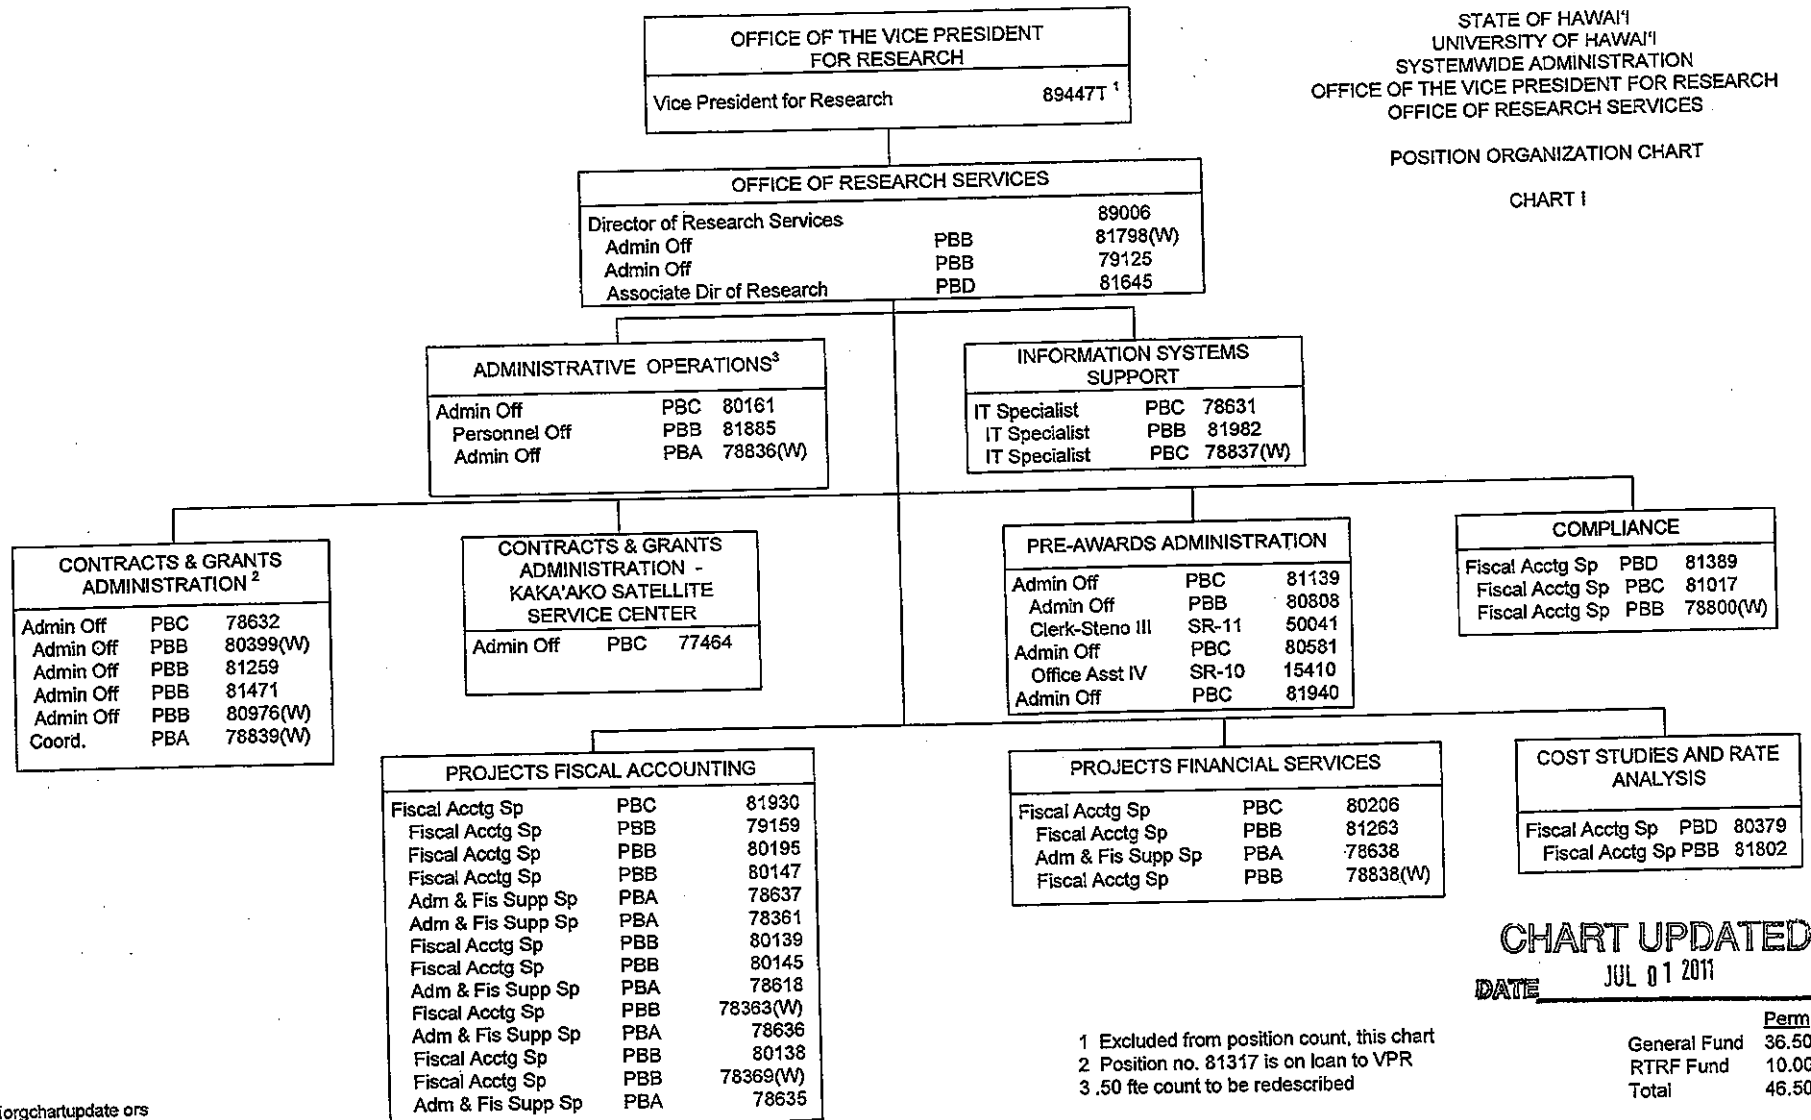 STATE OF HAWAIʻI
UNIVERSITY OF HAWAIʻI
SYSTEMWIDE ADMINISTRATION
OFFICE OF THE VICE PRESIDENT FOR RESEARCH
OFFICE OF RESEARCH SERVICES
POSITION ORGANIZATION CHART
CHART I
OFFICE OF THE VICE PRESIDENT
FOR RESEARCH
Vice President for Research 89447T ¹
OFFICE OF RESEARCH SERVICES
Director of Research Services 89006
Admin Off PBB 81798(W)
Admin Off PBB 79125
Associate Dir of Research PBD 81645
ADMINISTRATIVE OPERATIONS³
Admin Off PBC 80161
Personnel Off PBB 81885
Admin Off PBA 78836(W)
INFORMATION SYSTEMS
SUPPORT
IT Specialist PBC 78631
IT Specialist PBB 81982
IT Specialist PBC 78837(W)
CONTRACTS & GRANTS
ADMINISTRATION ²
Admin Off PBC 78632
Admin Off PBB 80399(W)
Admin Off PBB 81259
Admin Off PBB 81471
Admin Off PBB 80976(W)
Coord. PBA 78839(W)
CONTRACTS & GRANTS
ADMINISTRATION -
KAKA'AKO SATELLITE
SERVICE CENTER
Admin Off PBC 77464
PRE-AWARDS ADMINISTRATION
Admin Off PBC 81139
Admin Off PBB 80808
Clerk-Steno III SR-11 50041
Admin Off PBC 80581
Office Asst IV SR-10 15410
Admin Off PBC 81940
COMPLIANCE
Fiscal Acctg Sp PBD 81389
Fiscal Acctg Sp PBC 81017
Fiscal Acctg Sp PBB 78800(W)
PROJECTS FISCAL ACCOUNTING
Fiscal Acctg Sp PBC 81930
Fiscal Acctg Sp PBB 79159
Fiscal Acctg Sp PBB 80195
Fiscal Acctg Sp PBB 80147
Adm & Fis Supp Sp PBA 78637
Adm & Fis Supp Sp PBA 78361
Fiscal Acctg Sp PBB 80139
Fiscal Acctg Sp PBB 80145
Adm & Fis Supp Sp PBA 78618
Fiscal Acctg Sp PBB 78363(W)
Adm & Fis Supp Sp PBA 78636
Fiscal Acctg Sp PBB 80138
Fiscal Acctg Sp PBB 78369(W)
Adm & Fis Supp Sp PBA 78635
PROJECTS FINANCIAL SERVICES
Fiscal Acctg Sp PBC 80206
Fiscal Acctg Sp PBB 81263
Adm & Fis Supp Sp PBA 78638
Fiscal Acctg Sp PBB 78838(W)
COST STUDIES AND RATE
ANALYSIS
Fiscal Acctg Sp PBD 80379
Fiscal Acctg Sp PBB 81802
CHART UPDATED
DATE JUL 01 2011
1 Excluded from position count, this chart
2 Position no. 81317 is on loan to VPR
3 .50 fte count to be redescribed
Perm
General Fund 36.50
RTRF Fund 10.00
Total 46.50
iorgchartupdate ors